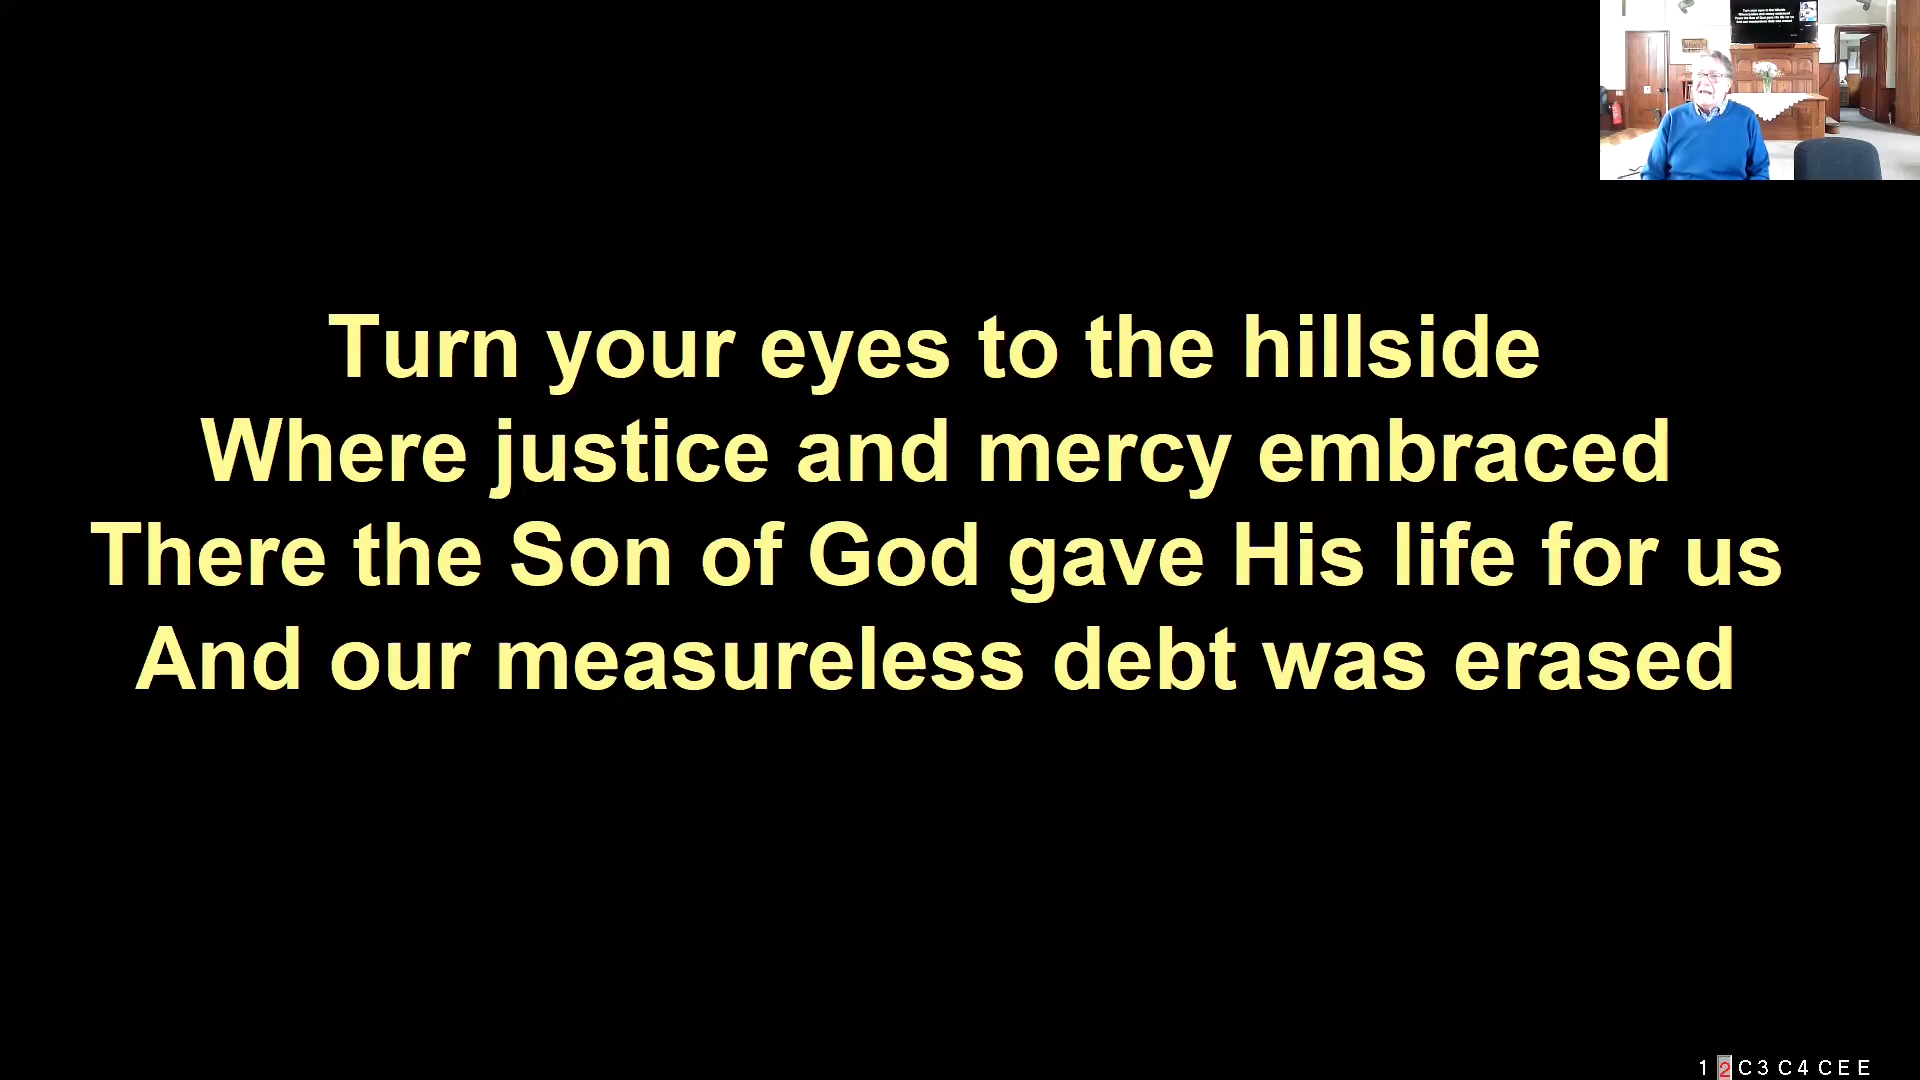 Turn your eyes to the hillside
Where justice and mercy embraced
There the Son of God gave His life for us
And our measureless debt was erased
1 2 C 3 C 4 C E E